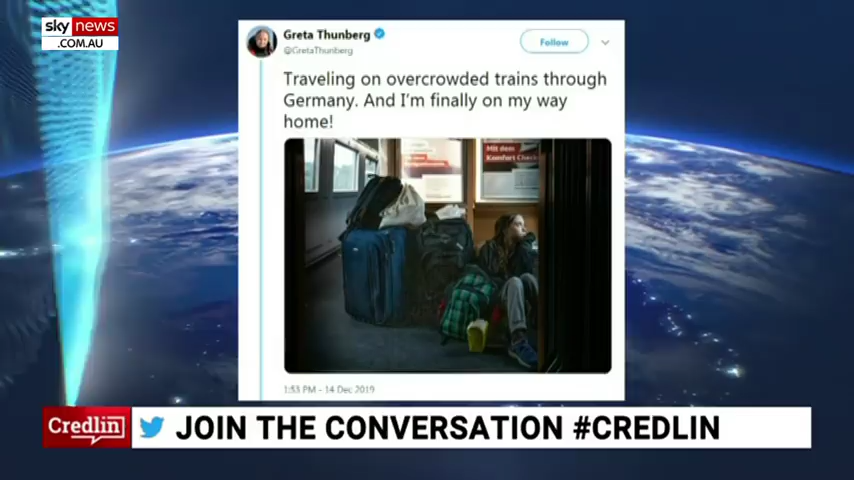 sky news
.COM.AU
Greta Thunberg
@GretaThunberg
Follow
Traveling on overcrowded trains through
Germany. And I'm finally on my way
home!
Mit dem
Komfort Check
1:53 PM - 14 Dec 2019
Credlin
JOIN THE CONVERSATION #CREDLIN